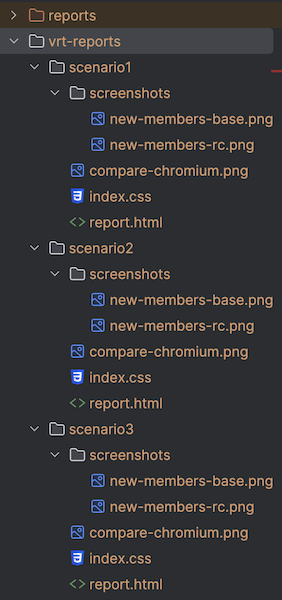 reports
vrt-reports
scenario1
screenshots
new-members-base.png
new-members-rc.png
compare-chromium.png
index.css
<> report.html
scenario2
screenshots
new-members-base.png
new-members-rc.png
compare-chromium.png
index.css
<> report.html
scenario3
screenshots
new-members-base.png
new-members-rc.png
compare-chromium.png
index.css
<> report.html